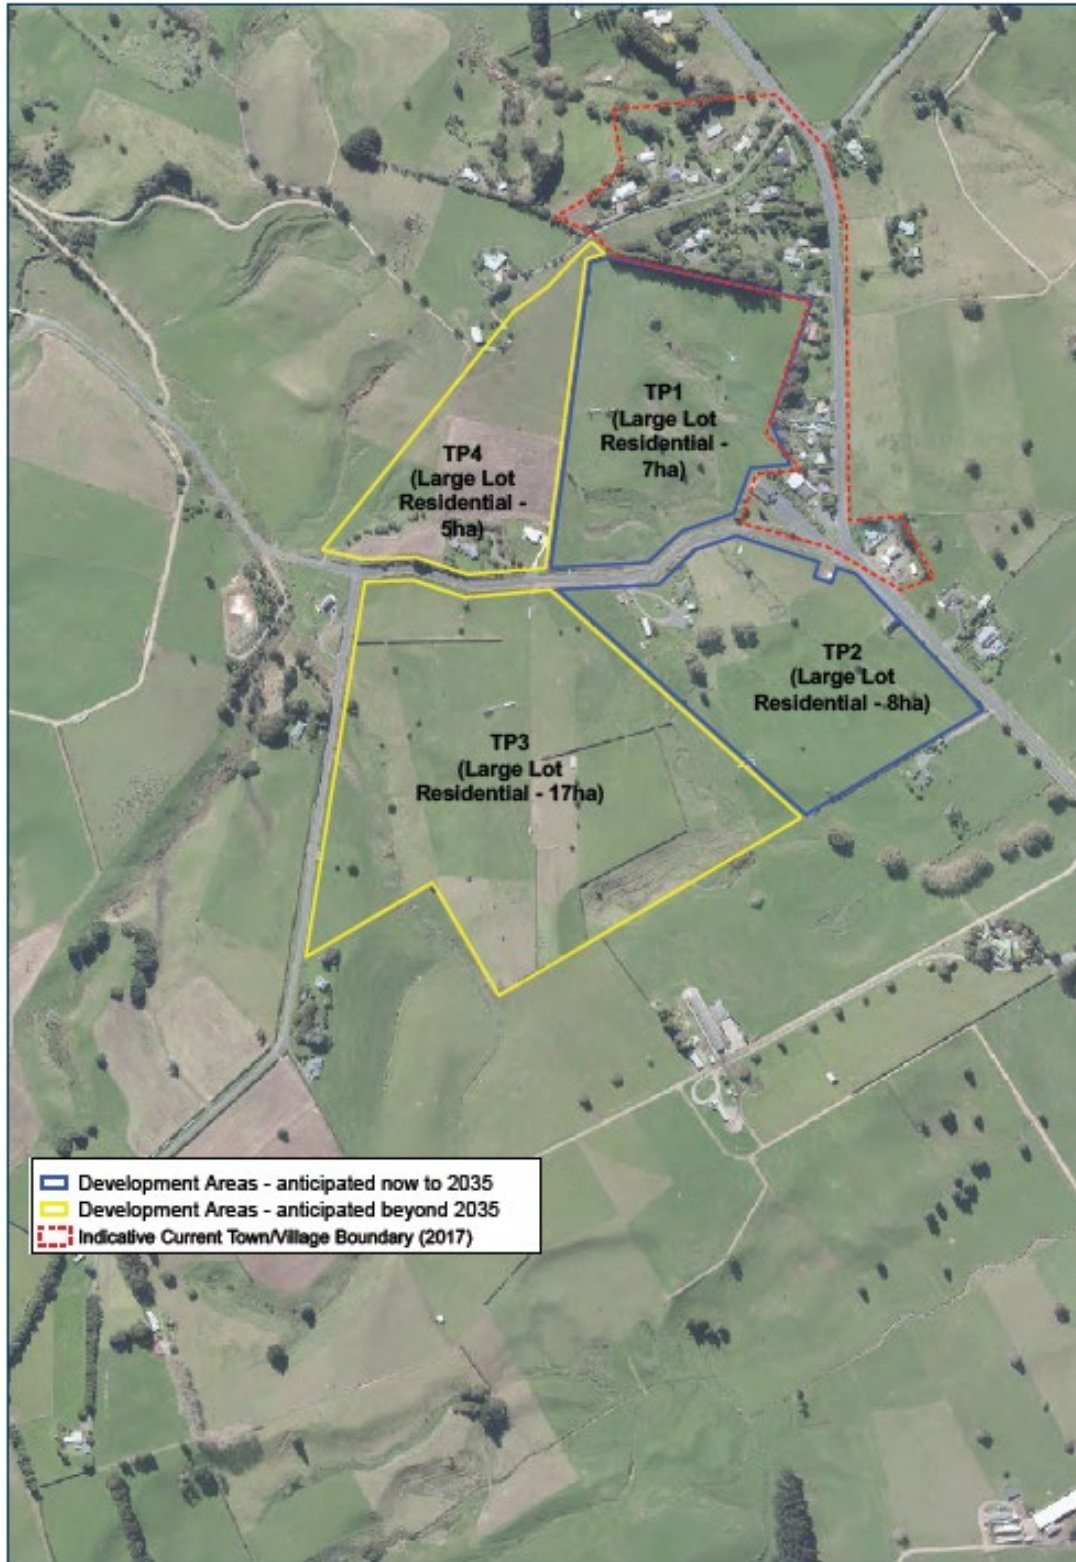 TP1
(Large Lot
Residential -
7ha)
TP4
(Large Lot
Residential -
5ha)
TP2
(Large Lot
Residential - 8ha)
TP3
(Large Lot
Residential - 17ha)
Development Areas - anticipated now to 2035
Development Areas - anticipated beyond 2035
Indicative Current Town/Village Boundary (2017)